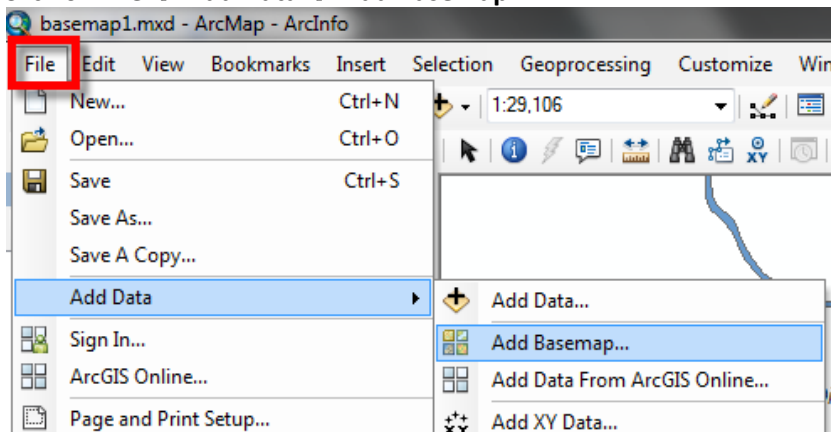 basemap1.mxd - ArcMap - ArcInfo
File Edit View Bookmarks Insert Selection Geoprocessing Customize
New... Ctrl+N
1:29,106
Open... Ctrl+O
XY
Save Ctrl+S
Save As...
Save A Copy...
Add Data
Add Data...
Sign In...
Add Basemap...
ArcGIS Online...
Add Data From ArcGIS Online...
Page and Print Setup...
Add XY Data...